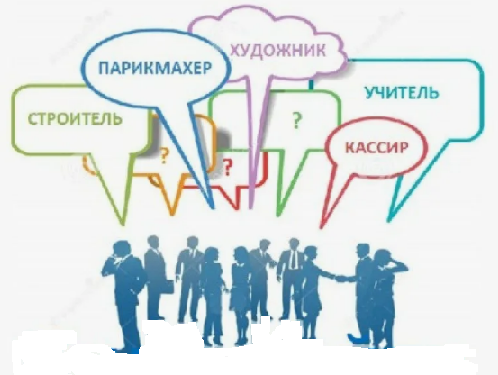 ХУДОЖНИК
ПАРИКМАХЕР
УЧИТЕЛЬ
СТРОИТЕЛЬ
?
КАССИР
?
?